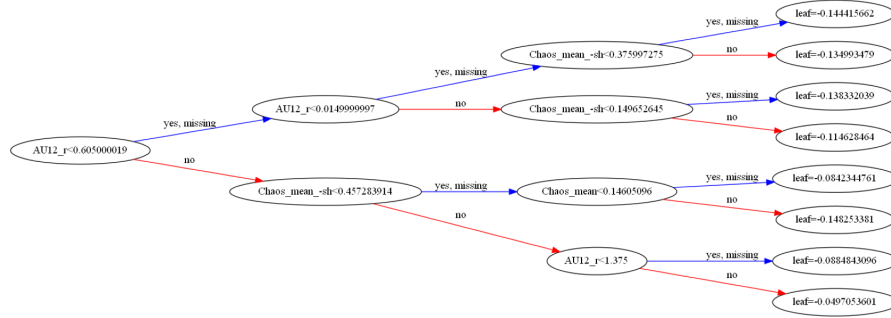 leaf=-0.144415662
yes, missing
Chaos_mean_-sh<0.375997275
no
leaf=-0.134993479
yes, missing
AU12_r<0.0149999997
no
Chaos_mean_-sh<0.149652645
yes, missing
leaf=-0.138332039
no
leaf=-0.114628464
yes, missing
AU12_r<0.605000019
no
Chaos_mean_-sh<0.457283914
yes, missing
Chaos_mean<0.14605096
yes, missing
leaf=-0.0842344761
no
leaf=-0.148253381
no
AU12_r<1.375
yes, missing
leaf=-0.0884843096
no
leaf=-0.0497053601